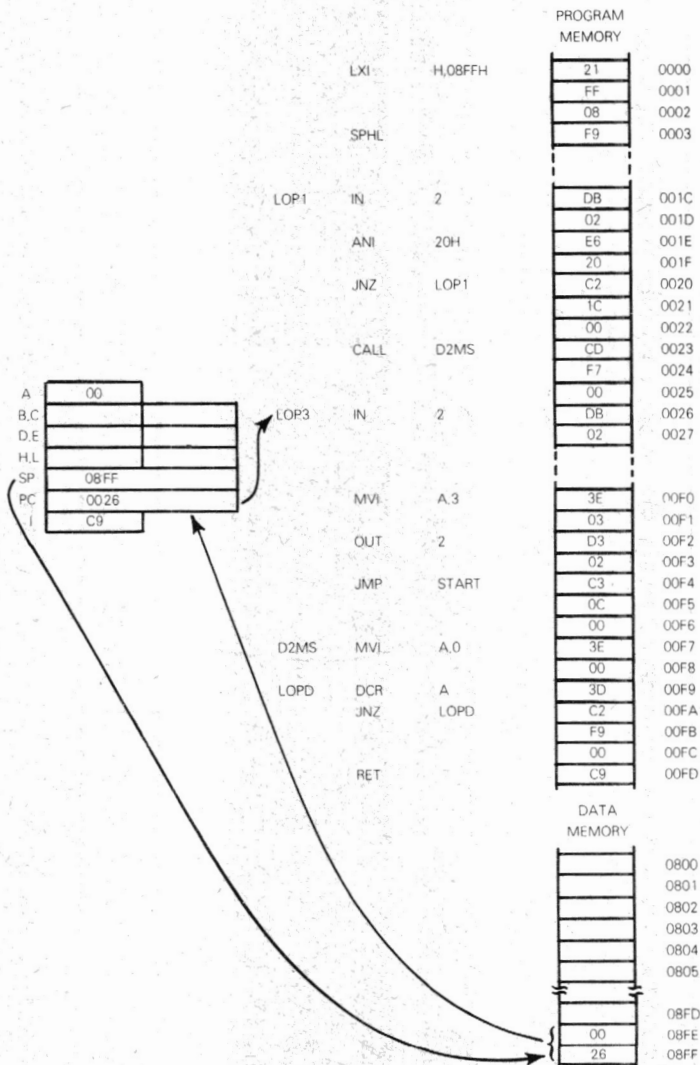 PROGRAM
MEMORY
LXI H,08FFH 21 0000
FF 0001
08 0002
SPHL F9 0003
LOP1 IN 2 DB 001C
02 001D
ANI 20H E6 001E
20 001F
JNZ LOP1 C2 0020
1C 0021
00 0022
CALL D2MS CD 0023
F7 0024
00 0025
LOP3 IN 2 DB 0026
02 0027
A 00
B,C
D,E
H,L
SP 08FF
PC 0026
I C9
MVI A,3 3E 00F0
03 00F1
OUT 2 D3 00F2
02 00F3
JMP START C3 00F4
0C 00F5
00 00F6
D2MS MVI A,0 3E 00F7
00 00F8
LOPD DCR A 3D 00F9
JNZ LOPD C2 00FA
F9 00FB
00 00FC
RET C9 00FD
DATA
MEMORY
0800
0801
0802
0803
0804
0805
08FD
00 08FE
26 08FF